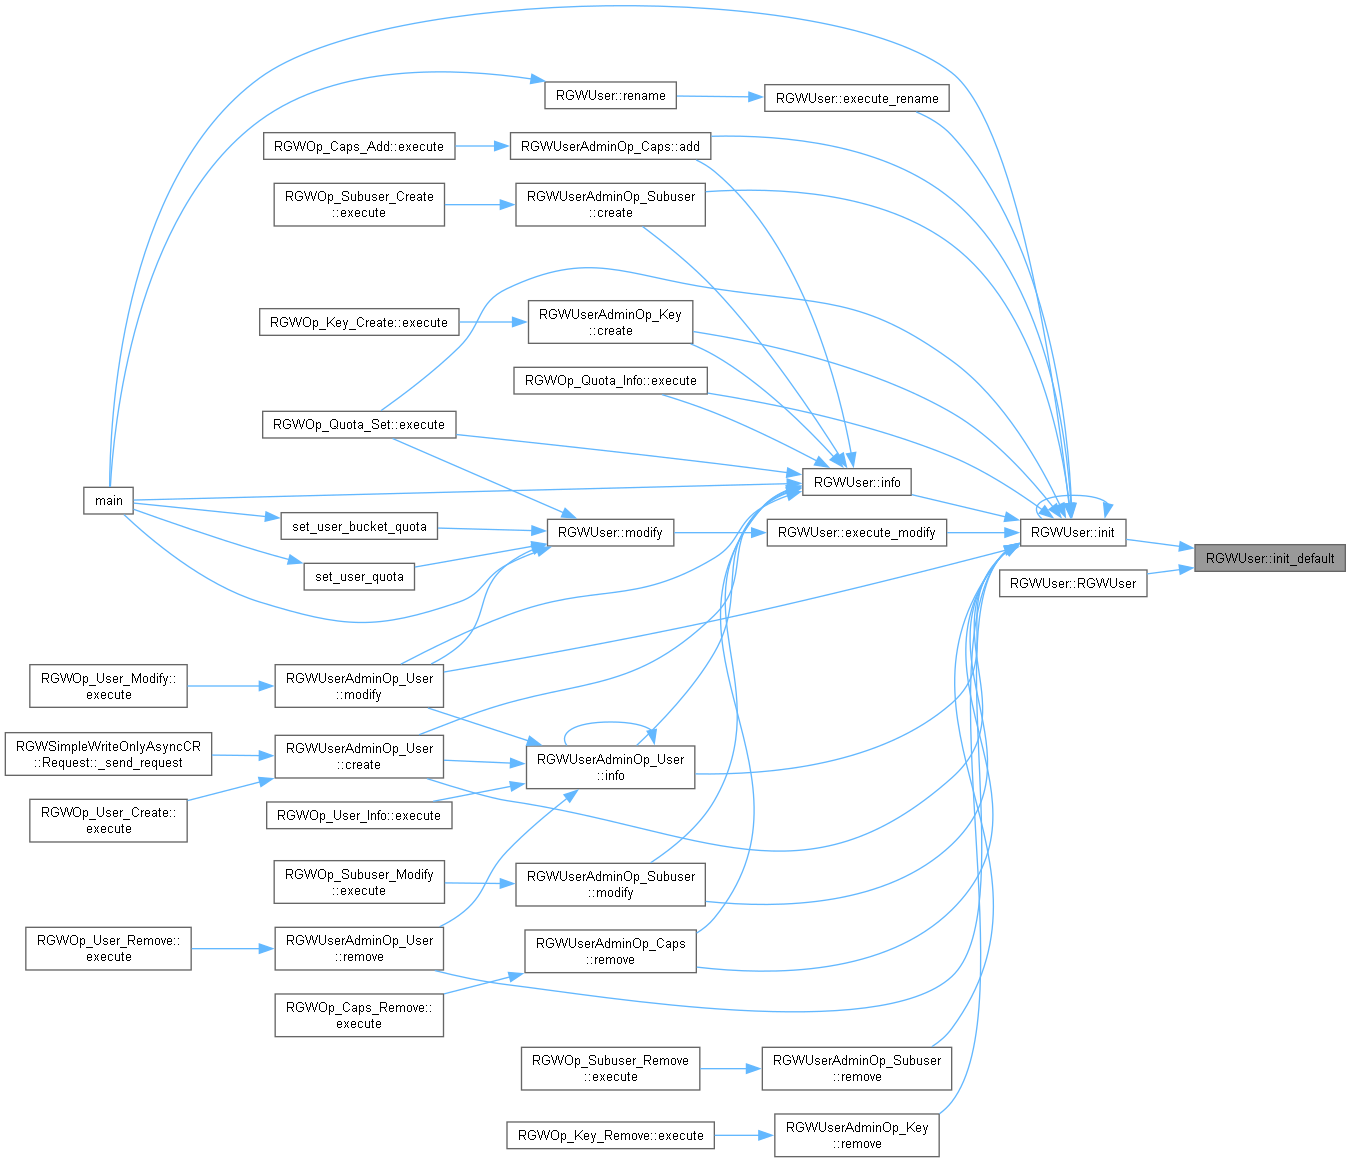 RGWUser::rename
RGWUser::execute_rename
RGWOp_Caps_Add::execute
RGWUserAdminOp_Caps::add
RGWOp_Subuser_Create
::execute
RGWUserAdminOp_Subuser
::create
RGWOp_Key_Create::execute
RGWUserAdminOp_Key
::create
RGWOp_Quota_Info::execute
RGWOp_Quota_Set::execute
RGWUser::info
main
set_user_bucket_quota
RGWUser::modify
RGWUser::execute_modify
RGWUser::init
RGWUser::init_default
set_user_quota
RGWUser::RGWUser
RGWOp_User_Modify::
execute
RGWUserAdminOp_User
::modify
RGWSimpleWriteOnlyAsyncCR
::Request::_send_request
RGWUserAdminOp_User
::create
RGWUserAdminOp_User
::info
RGWOp_User_Create::
execute
RGWOp_User_Info::execute
RGWOp_Subuser_Modify
::execute
RGWUserAdminOp_Subuser
::modify
RGWOp_User_Remove::
execute
RGWUserAdminOp_User
::remove
RGWUserAdminOp_Caps
::remove
RGWOp_Caps_Remove::
execute
RGWOp_Subuser_Remove
::execute
RGWUserAdminOp_Subuser
::remove
RGWOp_Key_Remove::execute
RGWUserAdminOp_Key
::remove